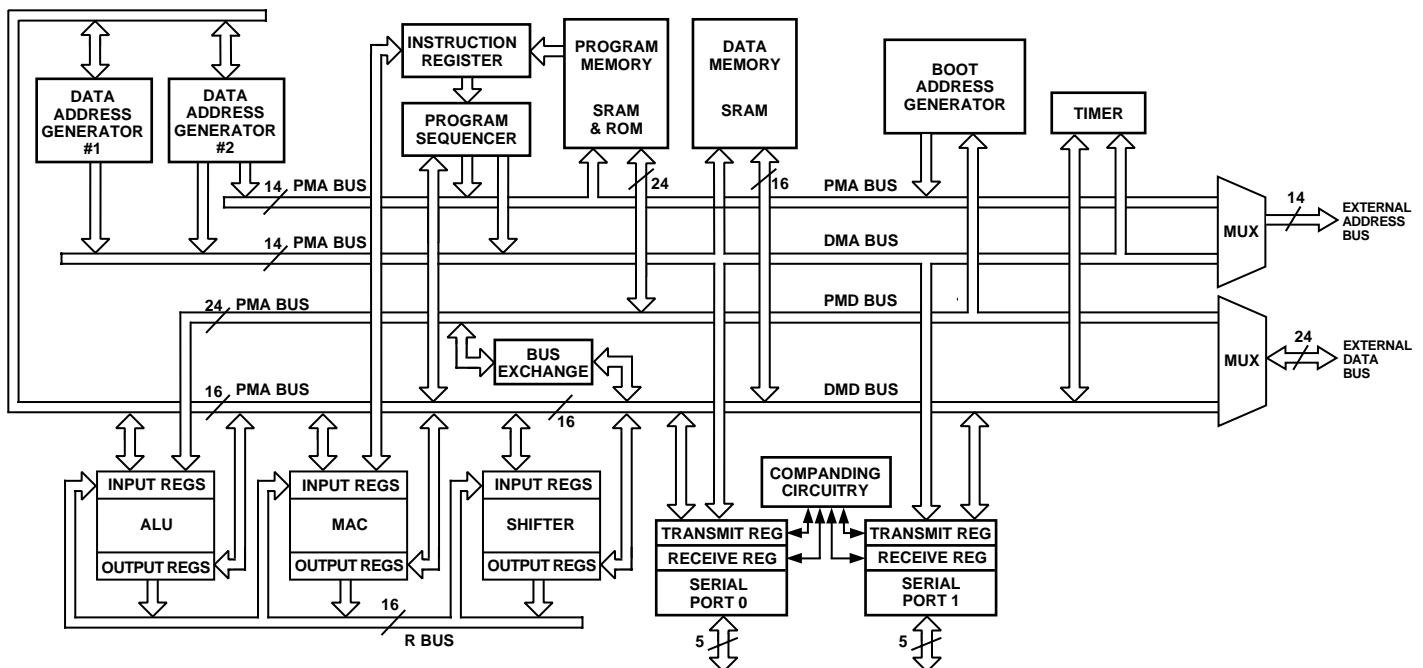 INSTRUCTION
REGISTER
PROGRAM
MEMORY
SRAM
& ROM
DATA
MEMORY
SRAM
BOOT
ADDRESS
GENERATOR
TIMER
DATA
ADDRESS
GENERATOR
#1
DATA
ADDRESS
GENERATOR
#2
PROGRAM
SEQUENCER
14
PMA BUS
24
16
PMA BUS
MUX
14
EXTERNAL
ADDRESS
BUS
14
PMA BUS
DMA BUS
24
PMA BUS
PMD BUS
BUS
EXCHANGE
MUX
24
EXTERNAL
DATA
BUS
16
PMA BUS
16
DMD BUS
INPUT REGS
ALU
OUTPUT REGS
INPUT REGS
MAC
OUTPUT REGS
INPUT REGS
SHIFTER
OUTPUT REGS
16
R BUS
COMPANDING
CIRCUITRY
TRANSMIT REG
RECEIVE REG
SERIAL
PORT 0
5
TRANSMIT REG
RECEIVE REG
SERIAL
PORT 1
5